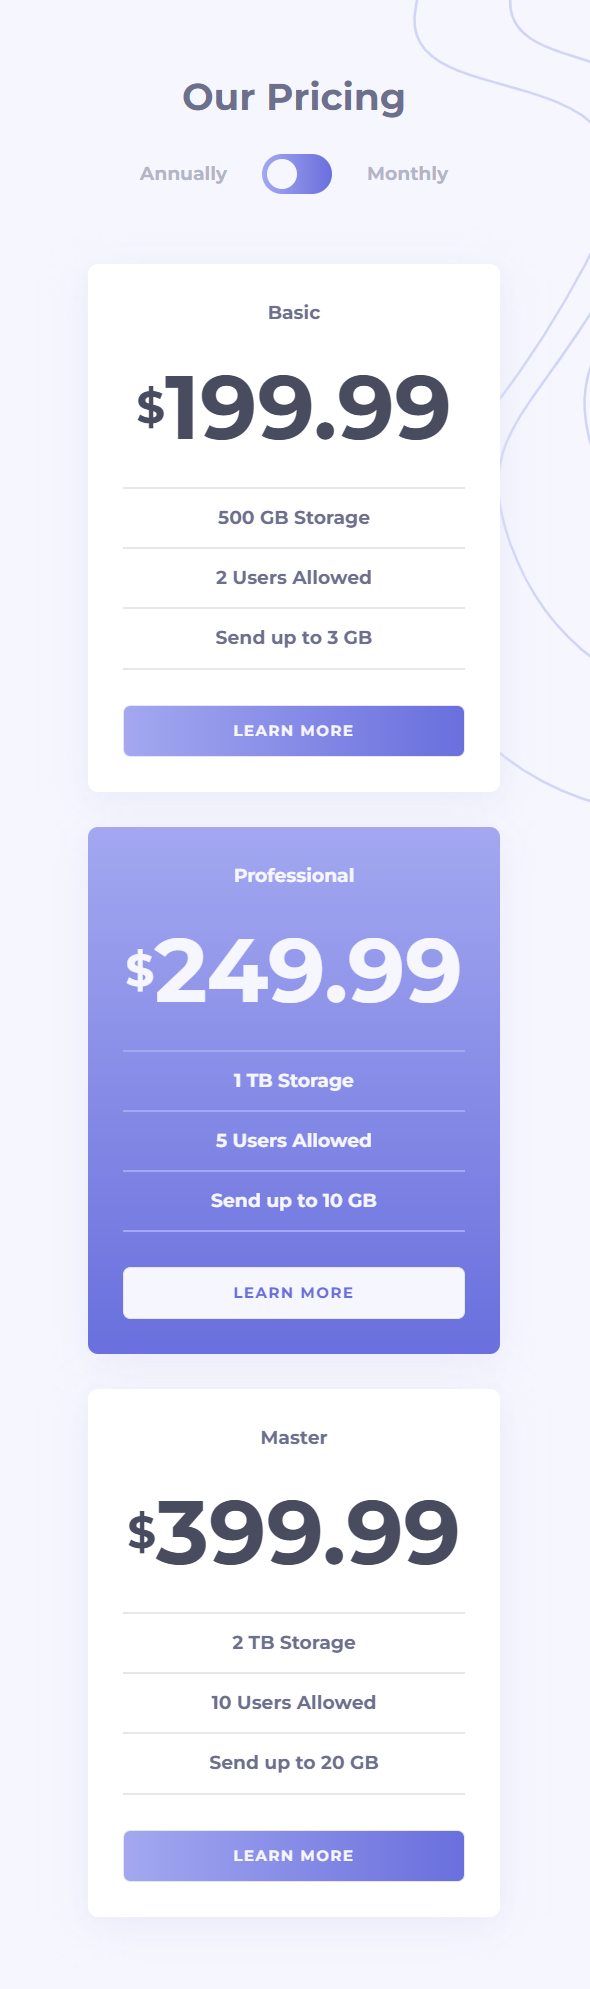 Our Pricing
Annually Monthly
Basic
$199.99
500 GB Storage
2 Users Allowed
Send up to 3 GB
LEARN MORE
Professional
$249.99
1 TB Storage
5 Users Allowed
Send up to 10 GB
LEARN MORE
Master
$399.99
2 TB Storage
10 Users Allowed
Send up to 20 GB
LEARN MORE